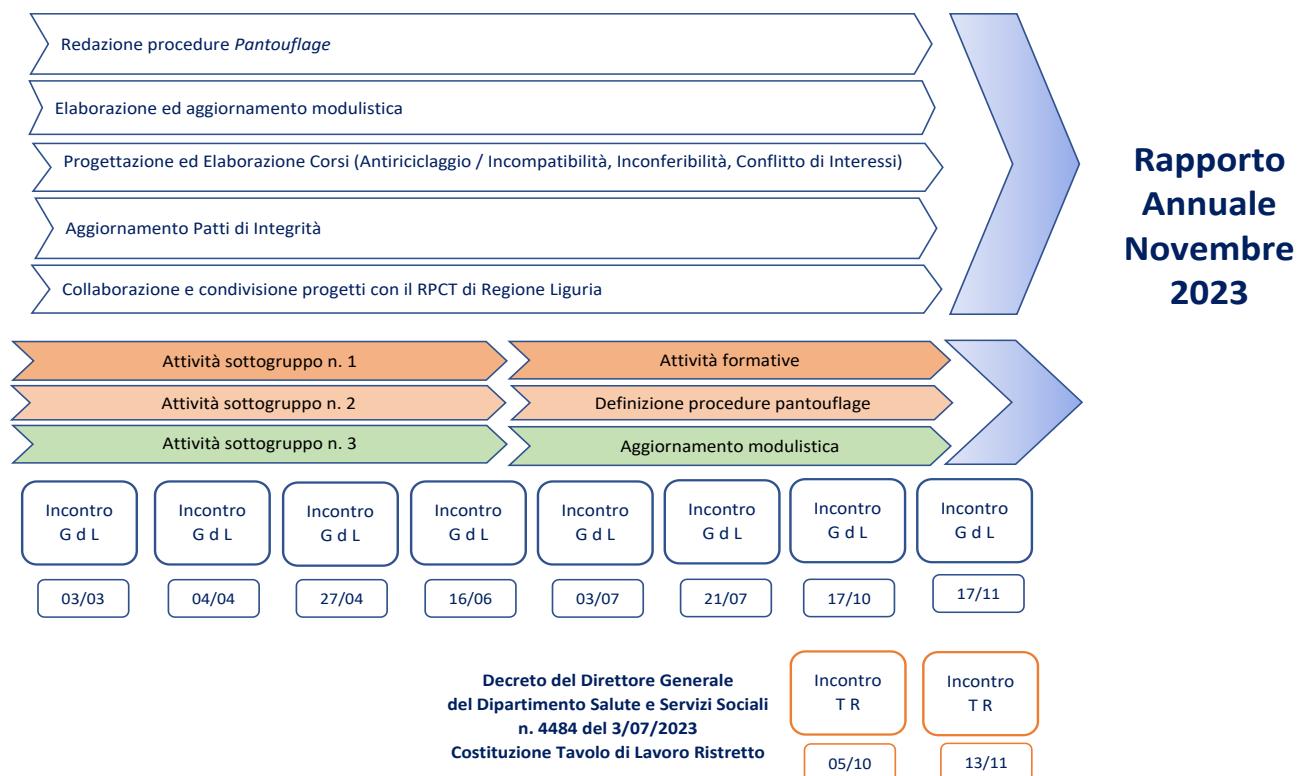 Redazione procedure Pantouflage
Elaborazione ed aggiornamento modulistica
Progettazione ed Elaborazione Corsi (Antiriciclaggio / Incompatibilità, Inconferibilità, Conflitto di Interessi)
Aggiornamento Patti di Integrità
Collaborazione e condivisione progetti con il RPCT di Regione Liguria
Rapporto
Annuale
Novembre
2023
Attività sottogruppo n. 1
Attività formative
Attività sottogruppo n. 2
Definizione procedure pantouflage
Attività sottogruppo n. 3
Aggiornamento modulistica
Incontro
G d L
03/03
Incontro
G d L
04/04
Incontro
G d L
27/04
Incontro
G d L
16/06
Incontro
G d L
03/07
Incontro
G d L
21/07
Incontro
G d L
17/10
Incontro
G d L
17/11
Decreto del Direttore Generale
del Dipartimento Salute e Servizi Sociali
n. 4484 del 3/07/2023
Costituzione Tavolo di Lavoro Ristretto
Incontro
T R
05/10
Incontro
T R
13/11